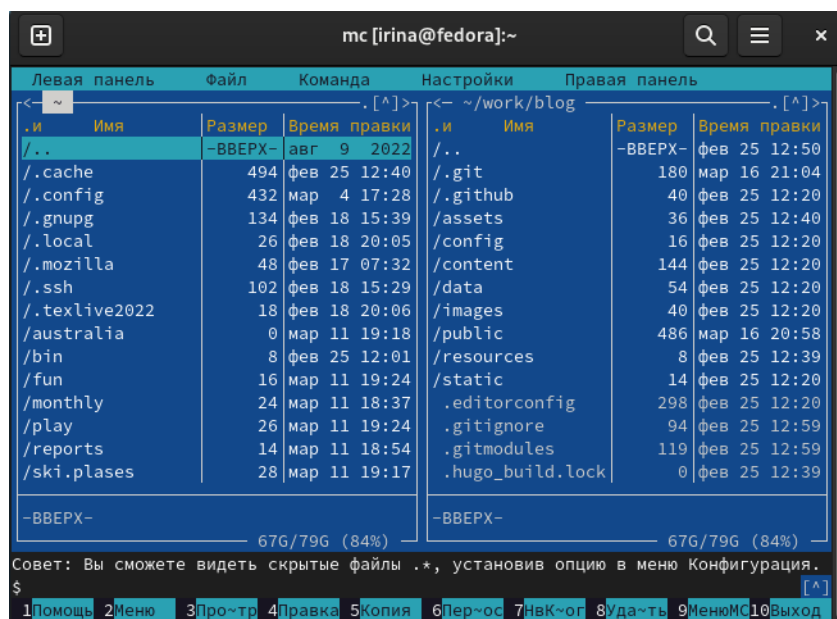 mc [irina@fedora]:~
Левая панель Файл Команда Настройки Правая панель
<─ ~ ─.[^]>┐ <─ ~/work/blog ─.[^]>┐
.и Имя Размер Время правки .и Имя Размер Время правки
/.. -ВВЕРХ- авг 9 2022 /.. -ВВЕРХ- фев 25 12:50
/.cache 494 фев 25 12:40 /.git 180 мар 16 21:04
/.config 432 мар 4 17:28 /.github 40 фев 25 12:20
/.gnupg 134 фев 18 15:39 /assets 36 фев 25 12:40
/.local 26 фев 18 20:05 /config 16 фев 25 12:20
/.mozilla 48 фев 17 07:32 /content 144 фев 25 12:20
/.ssh 102 фев 18 15:29 /data 54 фев 25 12:20
/.texlive2022 18 фев 18 20:06 /images 40 фев 25 12:20
/australia 0 мар 11 19:18 /public 486 мар 16 20:58
/bin 8 фев 25 12:01 /resources 8 фев 25 12:39
/fun 16 мар 11 19:24 /static 14 фев 25 12:20
/monthly 24 мар 11 18:37 .editorconfig 298 фев 25 12:20
/play 26 мар 11 19:24 .gitignore 94 фев 25 12:59
/reports 14 мар 11 18:54 .gitmodules 119 фев 25 12:59
/ski.plases 28 мар 11 19:17 .hugo_build.lock 0 фев 25 12:39
-ВВЕРХ- -ВВЕРХ-
67G/79G (84%) 67G/79G (84%)
Совет: Вы сможете видеть скрытые файлы .*, установив опцию в меню Конфигурация.
$ [^]
1Помощь 2Меню 3Про~тр 4Правка 5Копия 6Пер~ос 7НвК~ог 8Уда~ть 9МенюМС10Выход